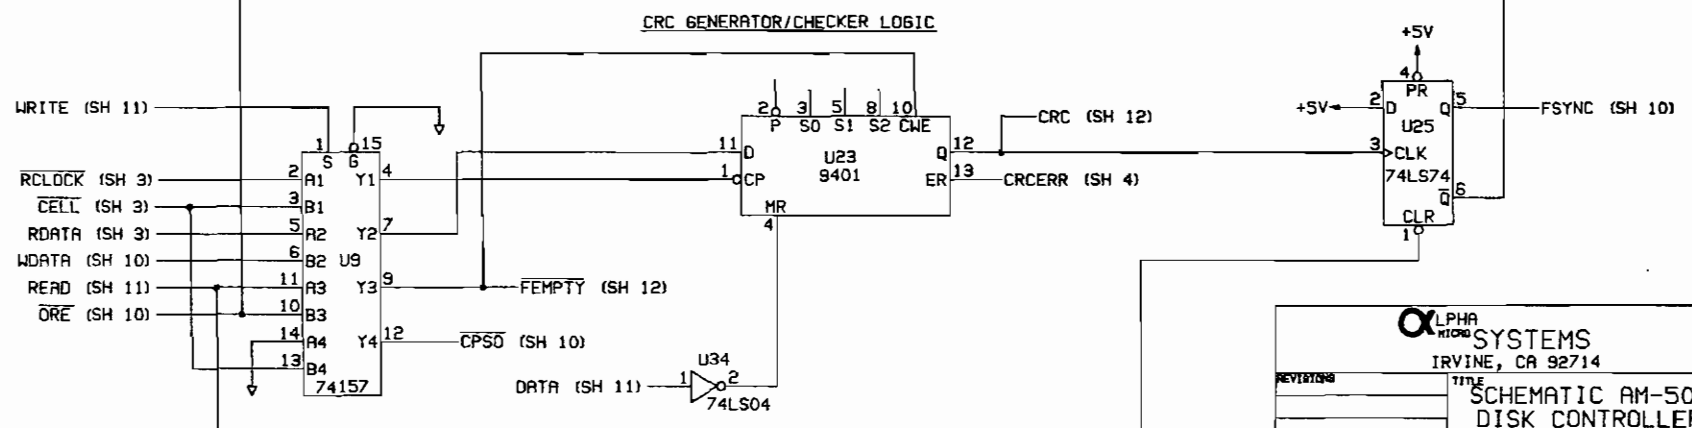 CRC GENERATOR/CHECKER LOGIC
+5V
4
PR
WRITE (SH 11)
2 P
3 S0
5 S1
8 S2
10 CWE
CRC (SH 12)
+5V
2 D
Q 5
FSYNC (SH 10)
U25
1 S
15 G
11 D
U23
9401
Q 12
3 CLK
74LS74
RCLOCK (SH 3)
2 A1
Y1 4
1 CP
ER 13
CRCERR (SH 4)
Q 6
CELL (SH 3)
3 B1
MR
4
CLR
1
RDATA (SH 3)
5 A2
Y2 7
WDATA (SH 10)
6 B2
U9
READ (SH 11)
11 A3
Y3 9
FEMPTY (SH 12)
ORE (SH 10)
10 B3
14 A4
Y4 12
CPSO (SH 10)
13 B4
74157
DATA (SH 11)
1
U34
2
74LS04
ALPHA
MICRO SYSTEMS
IRVINE, CA 92714
REVISIONS
TITLE
SCHEMATIC AM-50
DISK CONTROLLER